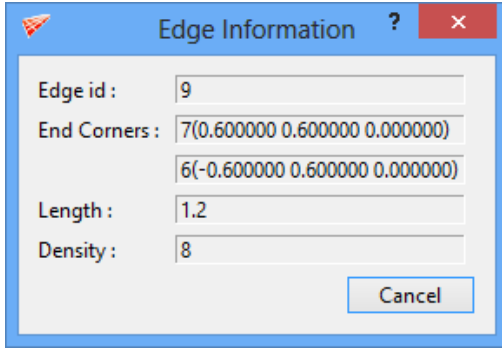 Edge Information ? ×
Edge id : 9
End Corners : 7(0.600000 0.600000 0.000000)
6(-0.600000 0.600000 0.000000)
Length : 1.2
Density : 8
Cancel